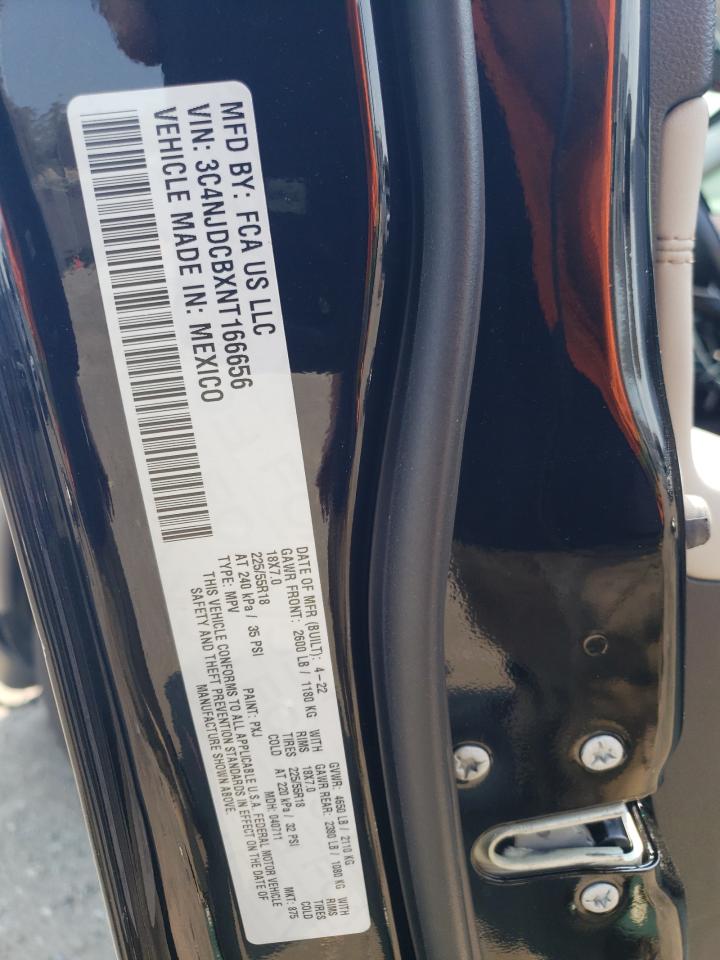 MFD BY: FCA US LLC
VIN: 3C4NJDCBXNT166656
VEHICLE MADE IN: MEXICO
DATE OF MFR (BUILT): 4-22 GVWR: 4650 LB / 2110 KG
GAWR FRONT: 2600 LB / 1180 KG WITH GAWR REAR: 2380 LB / 1080 KG WITH
18X7.0 RIMS 18X7.0 RIMS
225/55R18 TIRES 225/55R18 TIRES
AT 240 kPa / 35 PSI COLD AT 220 kPa / 32 PSI COLD
TYPE: MPV PAINT: PXJ MDH: 040711 MKT: 875
THIS VEHICLE CONFORMS TO ALL APPLICABLE U.S.A. FEDERAL MOTOR VEHICLE
SAFETY AND THEFT PREVENTION STANDARDS IN EFFECT ON THE DATE OF
MANUFACTURE SHOWN ABOVE.